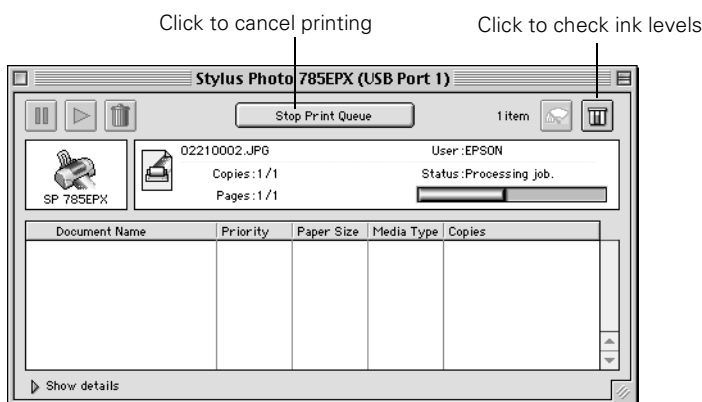 Click to cancel printing
Click to check ink levels
Stylus Photo 785EPX (USB Port 1)
Stop Print Queue
1 item
02210002.JPG
User:EPSON
Copies:1/1
Status:Processing job.
SP 785EPX
Pages:1/1
Document Name Priority Paper Size Media Type Copies
Show details